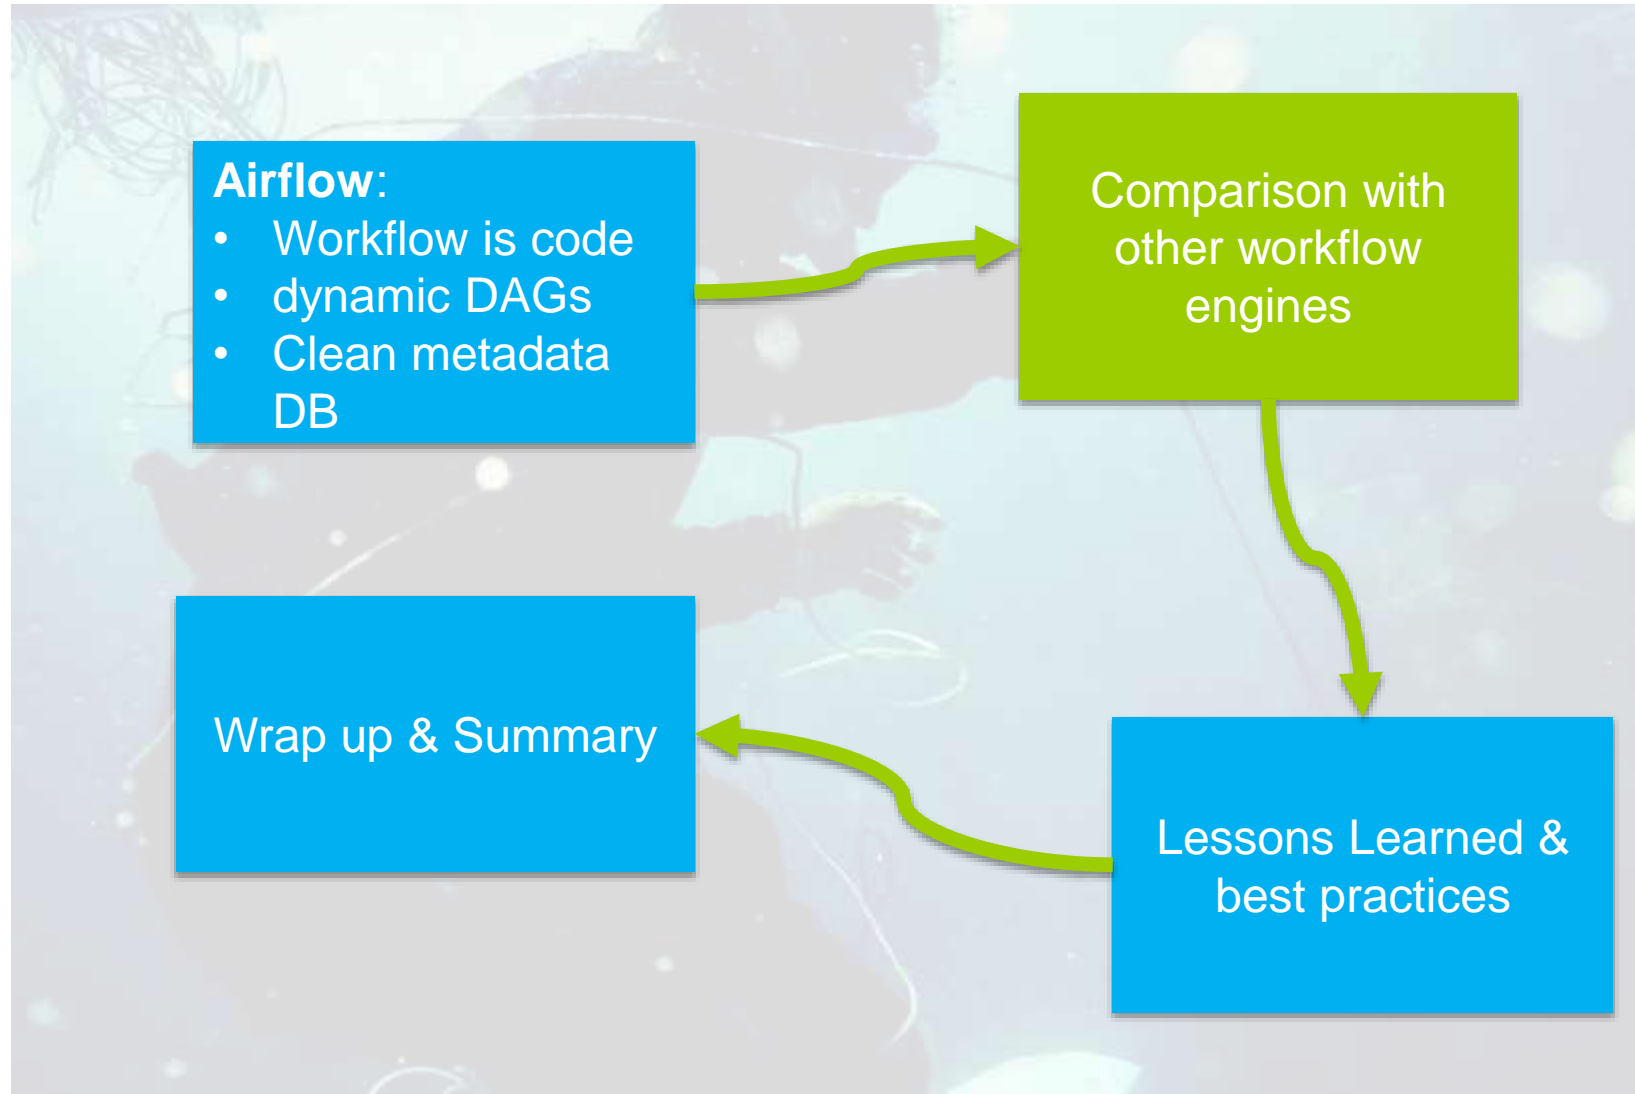 Airflow:
• Workflow is code
• dynamic DAGs
• Clean metadata
DB
Comparison with
other workflow
engines
Lessons Learned &
best practices
Wrap up & Summary